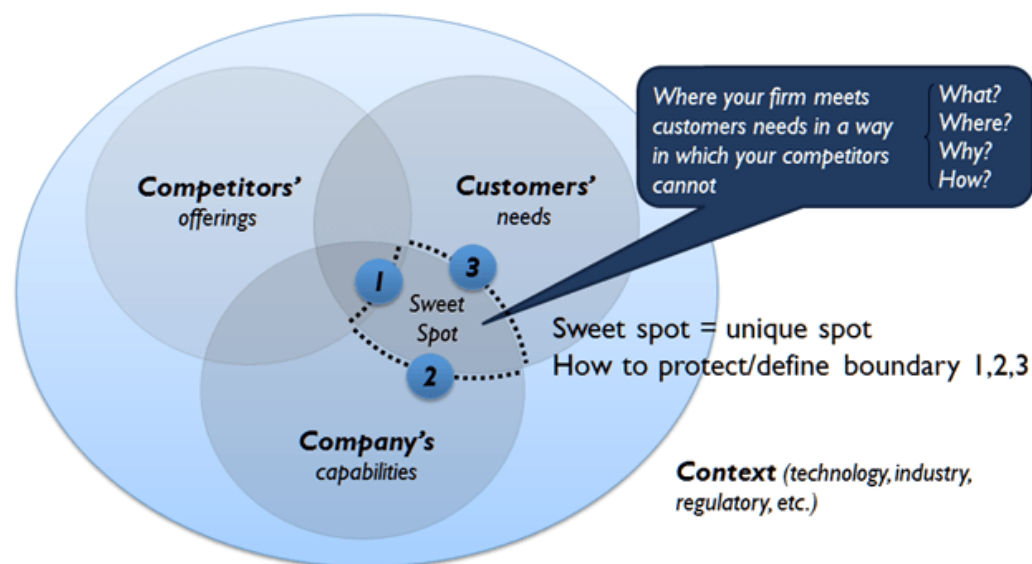 Where your firm meets
customers needs in a way
in which your competitors
cannot
What?
Where?
Why?
How?
Competitors'
offerings
Customers'
needs
1
3
Sweet
Spot
2
Sweet spot = unique spot
How to protect/define boundary 1,2,3
Company's
capabilities
Context (technology, industry,
regulatory, etc.)